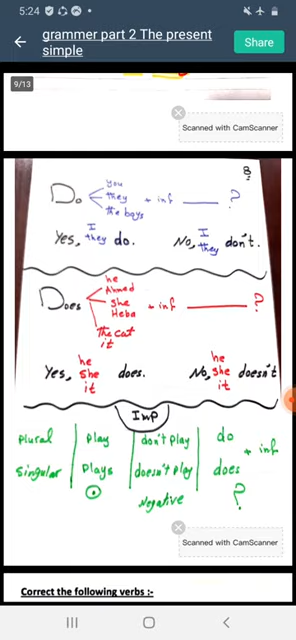 5:24
grammer part 2 The present
simple
Share
9/13
Scanned with CamScanner
8
Do you + inf ?
they
the boys
Yes, I do. No, I don't.
they they
Does he + inf ?
Ahmed
she
Heba
The cat
it
Yes, he does. No, he doesn't
she she
it it
Imp
Plural play don't play do + inf
Singular plays doesn't play does
negative ?
Scanned with CamScanner
Correct the following verbs :-